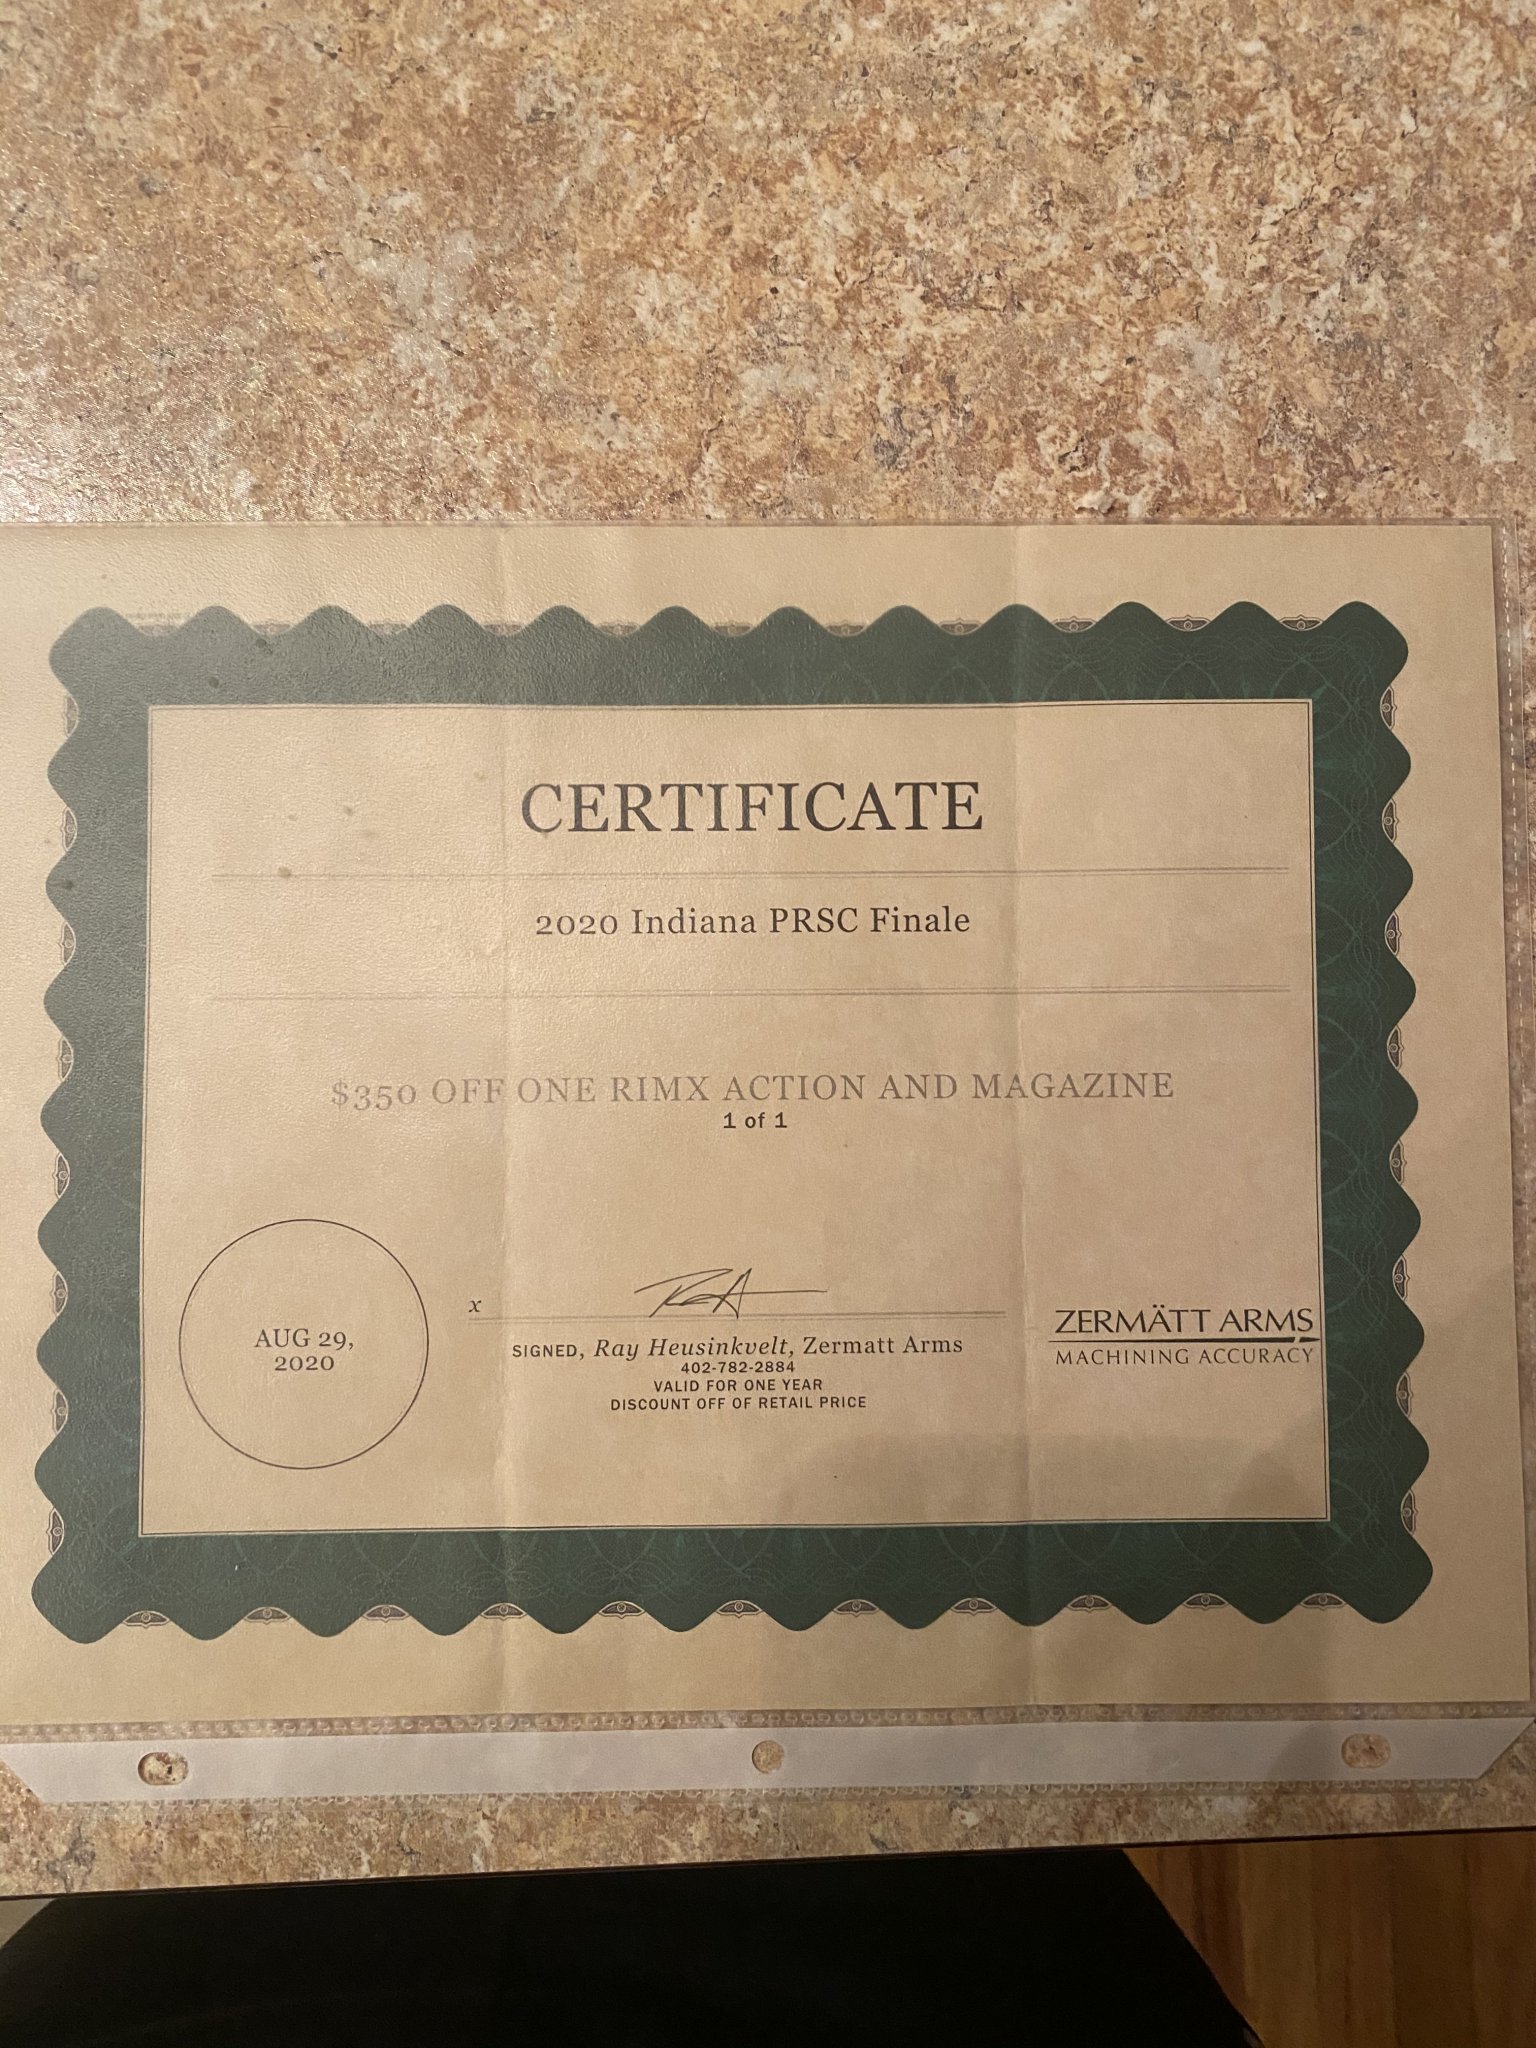 CERTIFICATE
2020 Indiana PRSC Finale
$350 OFF ONE RIMX ACTION AND MAGAZINE
1 of 1
AUG 29,
2020
x
SIGNED, Ray Heusinkvelt, Zermatt Arms
402-782-2884
VALID FOR ONE YEAR
DISCOUNT OFF OF RETAIL PRICE
ZERMÄTT ARMS
MACHINING ACCURACY